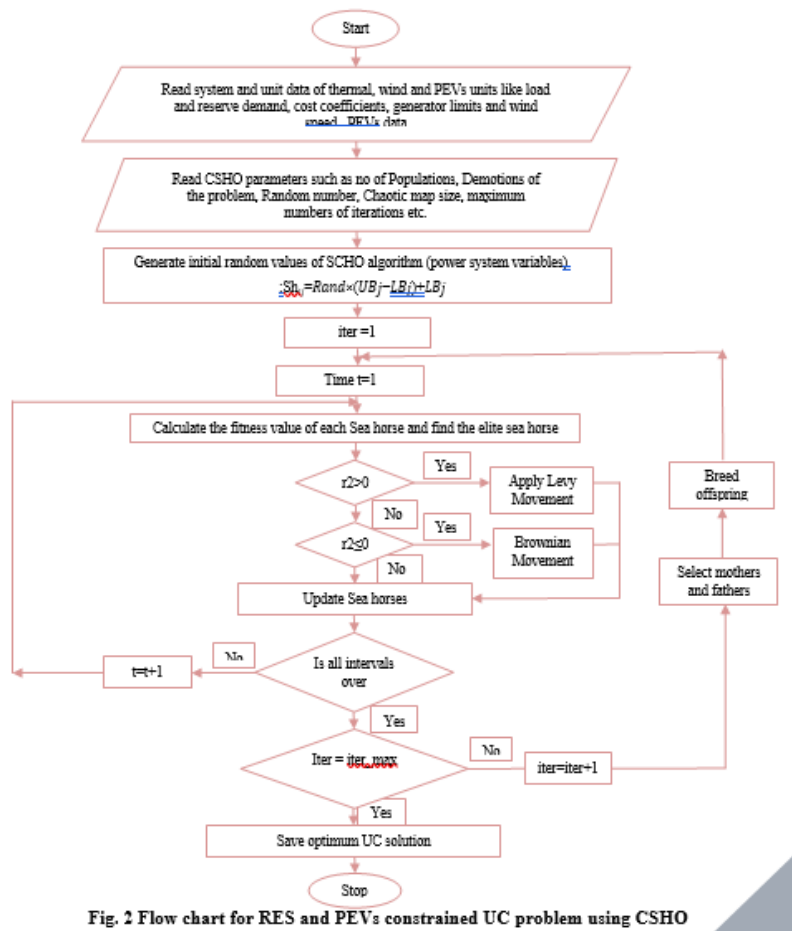 Start
Read system and unit data of thermal, wind and PEVs units like load
and reserve demand, cost coefficients, generator limits and wind
speed, PEVs data
Read CSHO parameters such as no of Populations, Demotions of
the problem, Random number, Chaotic map size, maximum
numbers of iterations etc.
Generate initial random values of SCHO algorithm (power system variables),
;Sh,=Rand×(UBj−LBj)+LBj
iter =1
Time t=1
Calculate the fitness value of each Sea horse and find the elite sea horse
r2>0
Yes
Apply Levy
Movement
No
r2≤0
Yes
Brownian
Movement
No
Update Sea horses
Breed
offspring
Select mothers
and fathers
Is all intervals
over
No
t=t+1
Yes
Iter = iter_max
No
iter=iter+1
Yes
Save optimum UC solution
Stop
Fig. 2 Flow chart for RES and PEVs constrained UC problem using CSHO